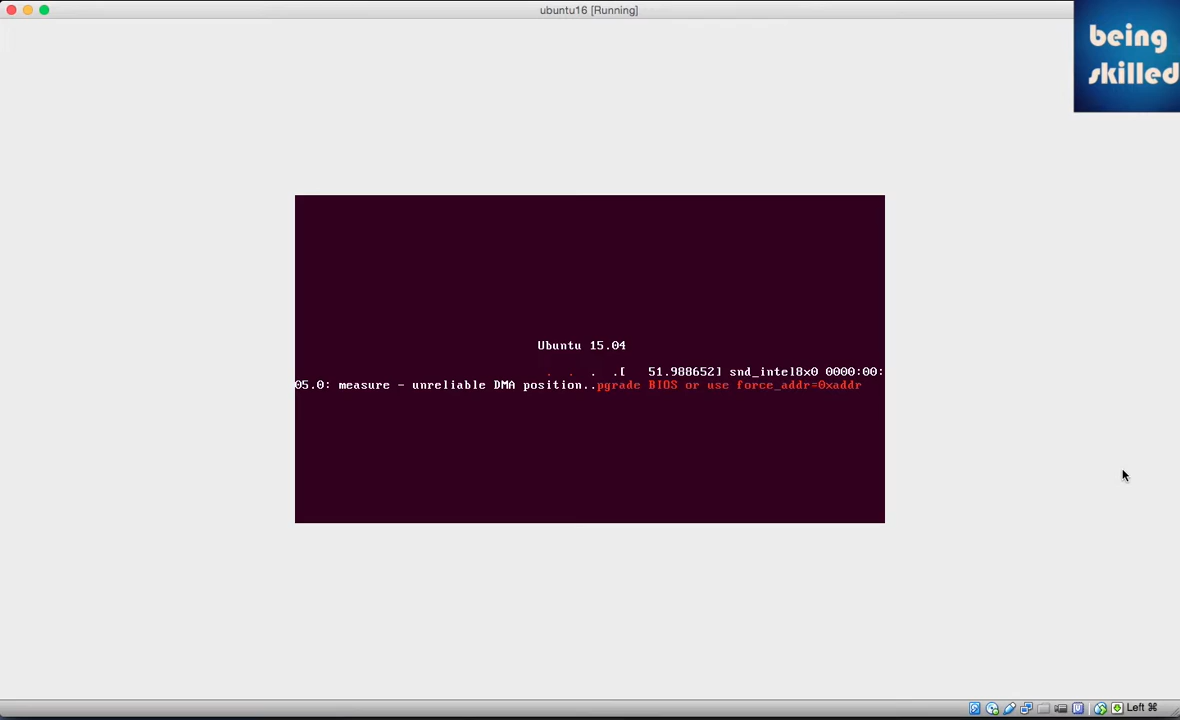 ubuntu16 [Running]
being
skilled
Ubuntu 15.04
. . . .[ 51.988652] snd_intel8x0 0000:00:
05.0: measure - unreliable DMA position..pgrade BIOS or use force_addr=0xaddr
Left ⌘